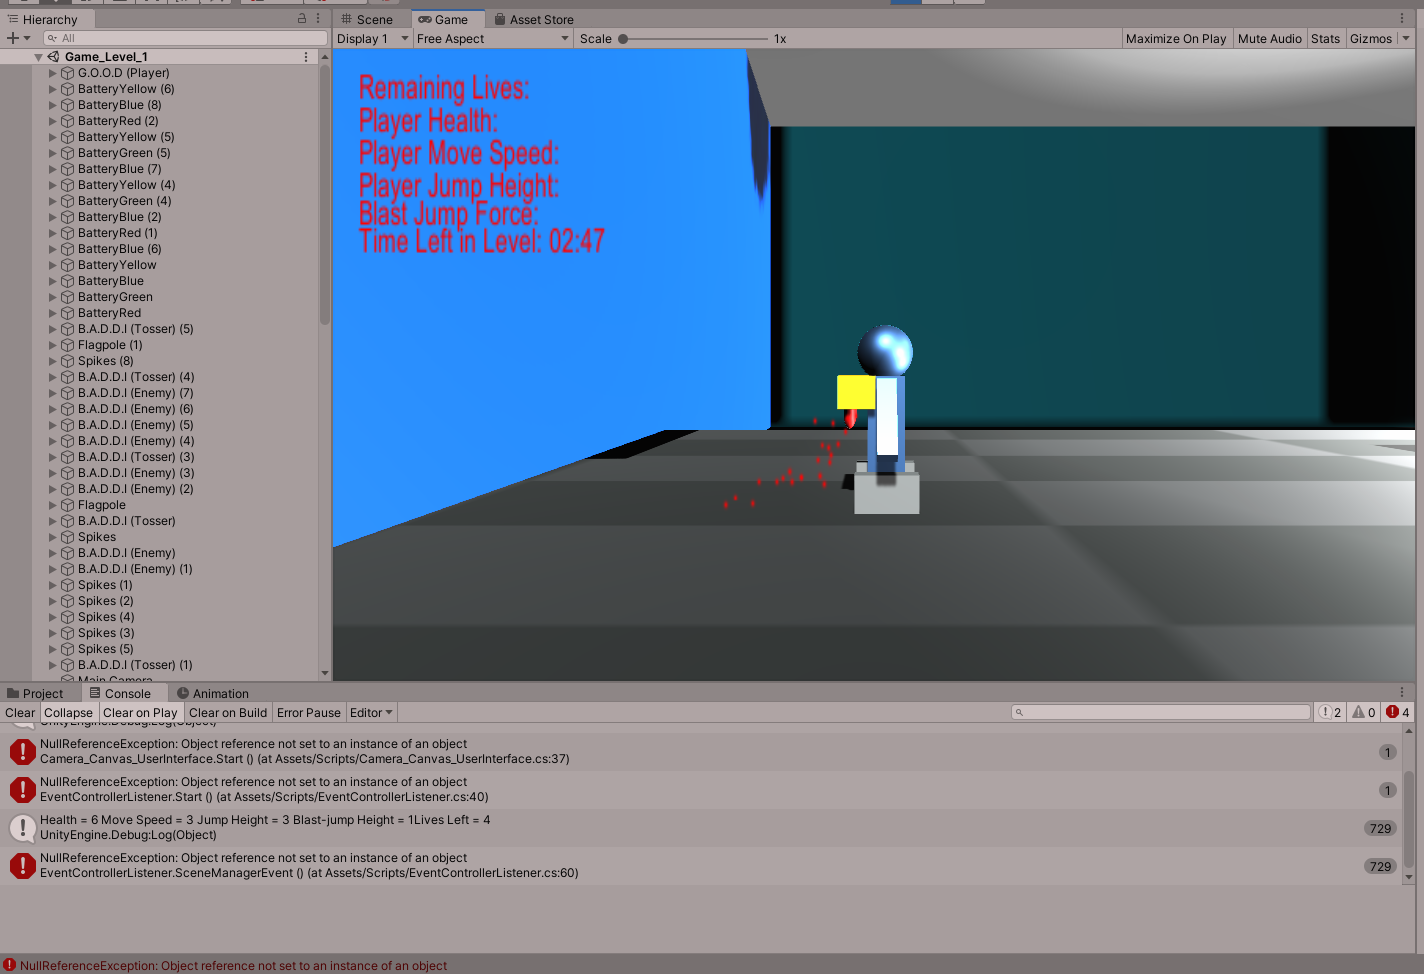 Hierarchy
Scene
Game
Asset Store
All
Display 1
Free Aspect
Scale
1x
Maximize On Play
Mute Audio
Stats
Gizmos
Game_Level_1
G.O.O.D (Player)
BatteryYellow (6)
BatteryBlue (8)
BatteryRed (2)
BatteryYellow (5)
BatteryGreen (5)
BatteryBlue (7)
BatteryYellow (4)
BatteryGreen (4)
BatteryBlue (2)
BatteryRed (1)
BatteryBlue (6)
BatteryYellow
BatteryBlue
BatteryGreen
BatteryRed
B.A.D.D.I (Tosser) (5)
Flagpole (1)
Spikes (8)
B.A.D.D.I (Tosser) (4)
B.A.D.D.I (Enemy) (7)
B.A.D.D.I (Enemy) (6)
B.A.D.D.I (Enemy) (5)
B.A.D.D.I (Enemy) (4)
B.A.D.D.I (Tosser) (3)
B.A.D.D.I (Enemy) (3)
B.A.D.D.I (Enemy) (2)
Flagpole
B.A.D.D.I (Tosser)
Spikes
B.A.D.D.I (Enemy)
B.A.D.D.I (Enemy) (1)
Spikes (1)
Spikes (2)
Spikes (4)
Spikes (3)
Spikes (5)
B.A.D.D.I (Tosser) (1)
Main Camera
Remaining Lives:
Player Health:
Player Move Speed:
Player Jump Height:
Blast Jump Force:
Time Left in Level: 02:47
Project
Console
Animation
Clear
Collapse
Clear on Play
Clear on Build
Error Pause
Editor
2
0
4
UnityEngine.Debug:Log(Object)
NullReferenceException: Object reference not set to an instance of an object
Camera_Canvas_UserInterface.Start () (at Assets/Scripts/Camera_Canvas_UserInterface.cs:37)
1
NullReferenceException: Object reference not set to an instance of an object
EventControllerListener.Start () (at Assets/Scripts/EventControllerListener.cs:40)
1
Health = 6 Move Speed = 3 Jump Height = 3 Blast-jump Height = 1Lives Left = 4
UnityEngine.Debug:Log(Object)
729
NullReferenceException: Object reference not set to an instance of an object
EventControllerListener.SceneManagerEvent () (at Assets/Scripts/EventControllerListener.cs:60)
729
NullReferenceException: Object reference not set to an instance of an object